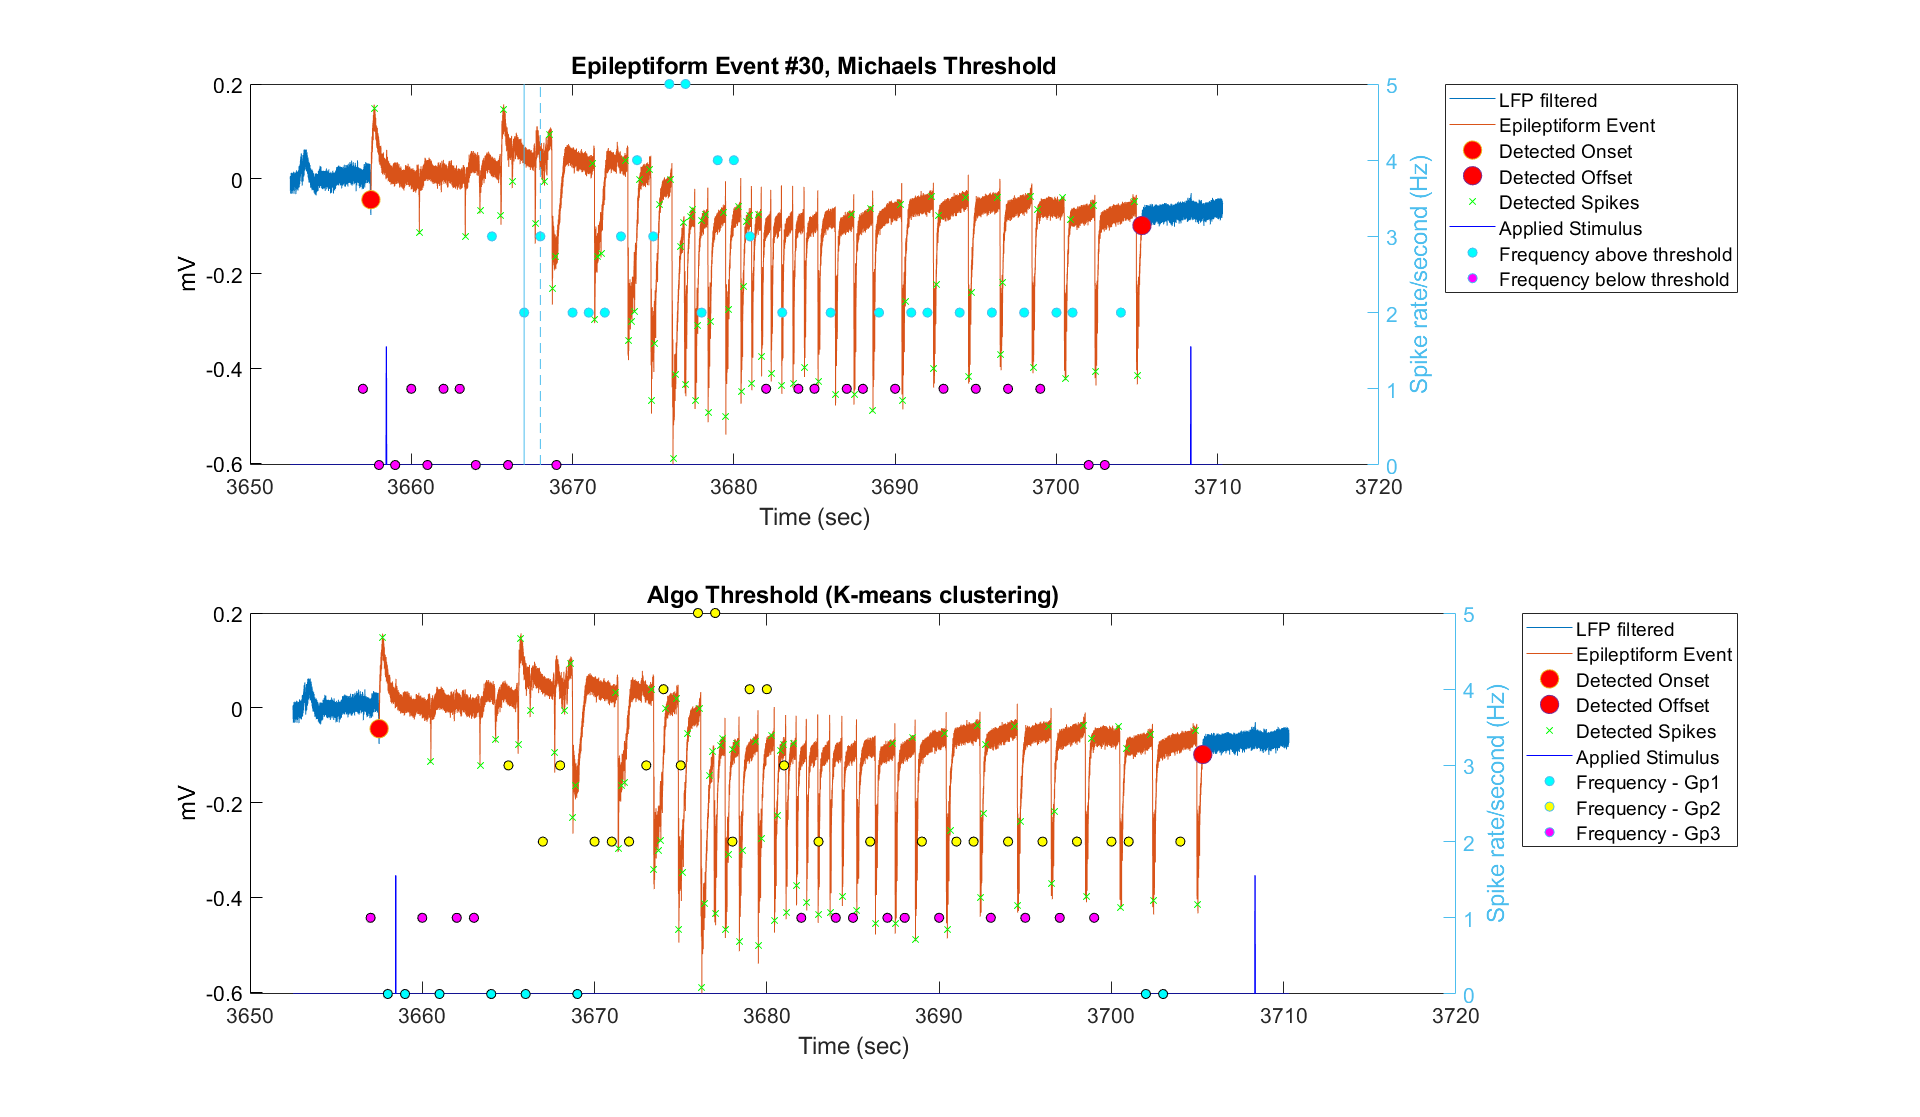 Epileptiform Event #30, Michaels Threshold
0.2
0
-0.2
-0.4
-0.6
mV
5
4
3
2
1
0
Spike rate/second (Hz)
3650 3660 3670 3680 3690 3700 3710 3720
Time (sec)
LFP filtered
Epileptiform Event
Detected Onset
Detected Offset
Detected Spikes
Applied Stimulus
Frequency above threshold
Frequency below threshold
Algo Threshold (K-means clustering)
0.2
0
-0.2
-0.4
-0.6
mV
5
4
3
2
1
0
Spike rate/second (Hz)
3650 3660 3670 3680 3690 3700 3710 3720
Time (sec)
LFP filtered
Epileptiform Event
Detected Onset
Detected Offset
Detected Spikes
Applied Stimulus
Frequency - Gp1
Frequency - Gp2
Frequency - Gp3